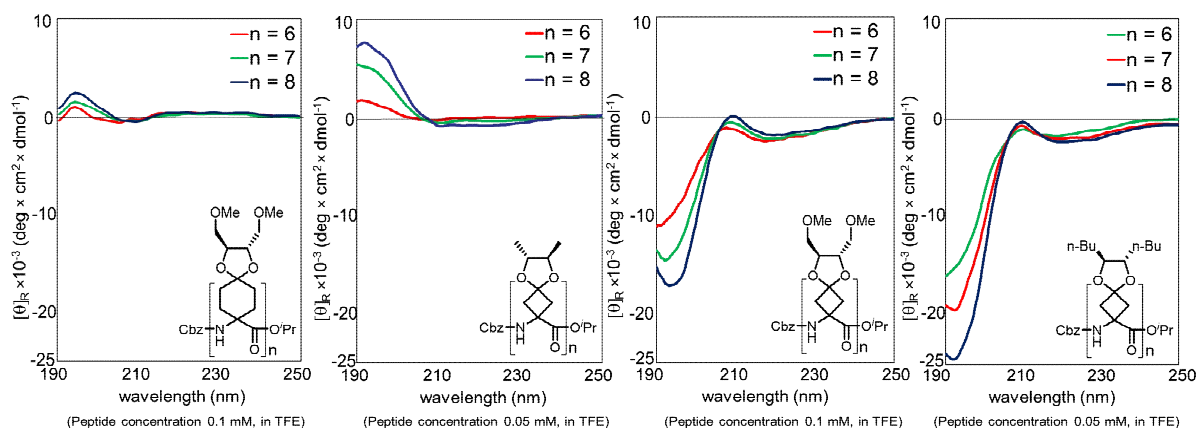 [θ]R ×10-3 (deg × cm2 × dmol-1)
10
0
-10
-20
-25
n = 6
n = 7
n = 8
OMe OMe
O O
Cbz N H O OiPr n
190 210 230 250
wavelength (nm)
(Peptide concentration 0.1 mM, in TFE)
[θ]R ×10-3 (deg × cm2 × dmol-1)
10
0
-10
-20
-25
n = 6
n = 7
n = 8
O O
Cbz N H O OiPr n
190 210 230 250
wavelength (nm)
(Peptide concentration 0.05 mM, in TFE)
[θ]R ×10-3 (deg × cm2 × dmol-1)
10
0
-10
-20
-25
n = 6
n = 7
n = 8
OMe OMe
O O
Cbz N H O OiPr n
190 210 230 250
wavelength (nm)
(Peptide concentration 0.1 mM, in TFE)
[θ]R ×10-3 (deg × cm2 × dmol-1)
10
0
-10
-20
-25
n = 6
n = 7
n = 8
n-Bu n-Bu
O O
Cbz N H O OiPr n
190 210 230 250
wavelength (nm)
(Peptide concentration 0.05 mM, in TFE)